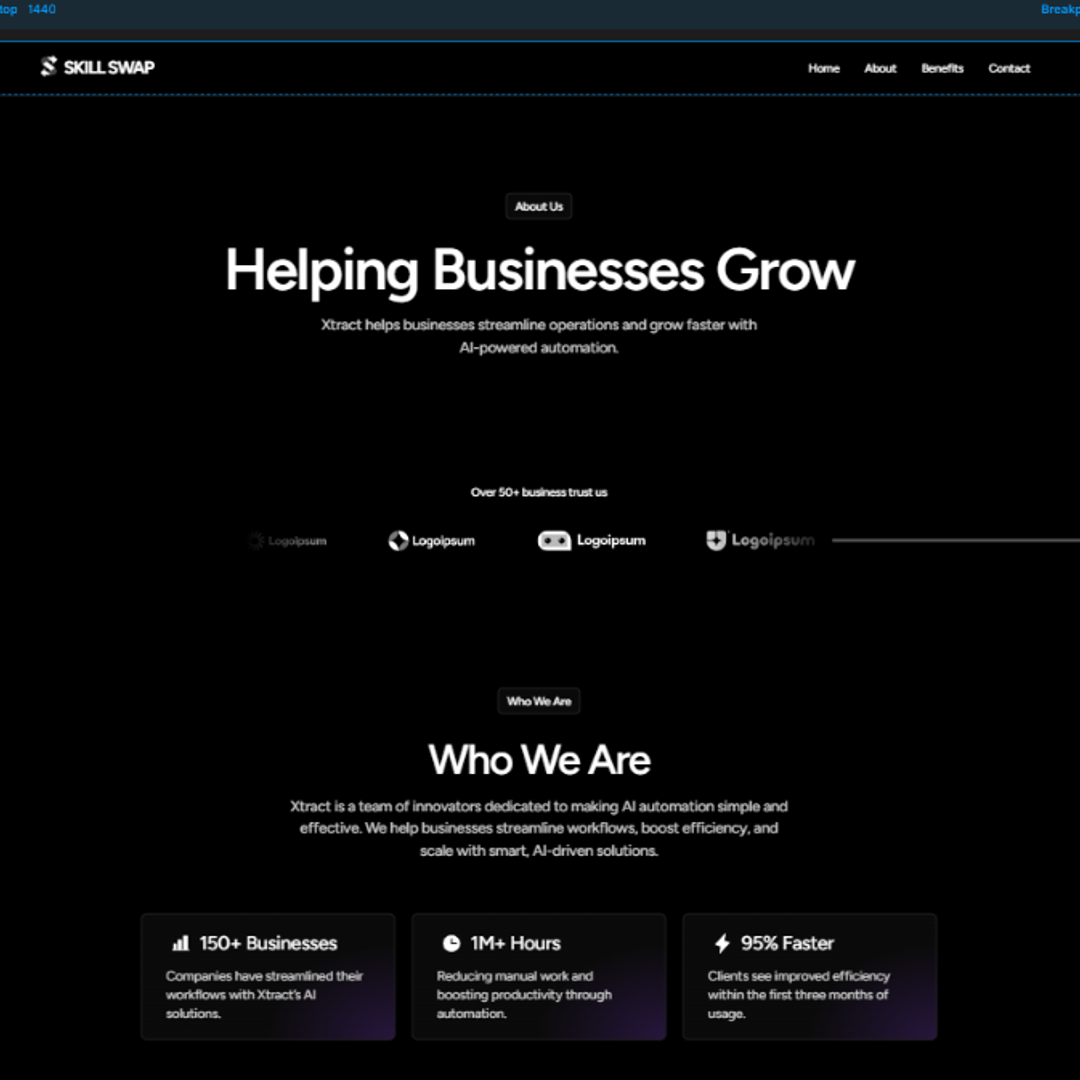 1440
SKILL SWAP
Home About Benefits Contact
About Us
Helping Businesses Grow
Xtract helps businesses streamline operations and grow faster with
AI-powered automation.
Over 50+ business trust us
Logoipsum Logoipsum Logoipsum Logoipsum
Who We Are
Who We Are
Xtract is a team of innovators dedicated to making AI automation simple and
effective. We help businesses streamline workflows, boost efficiency, and
scale with smart, AI-driven solutions.
150+ Businesses
Companies have streamlined their
workflows with Xtract's AI
solutions.
1M+ Hours
Reducing manual work and
boosting productivity through
automation.
95% Faster
Clients see improved efficiency
within the first three months of
usage.